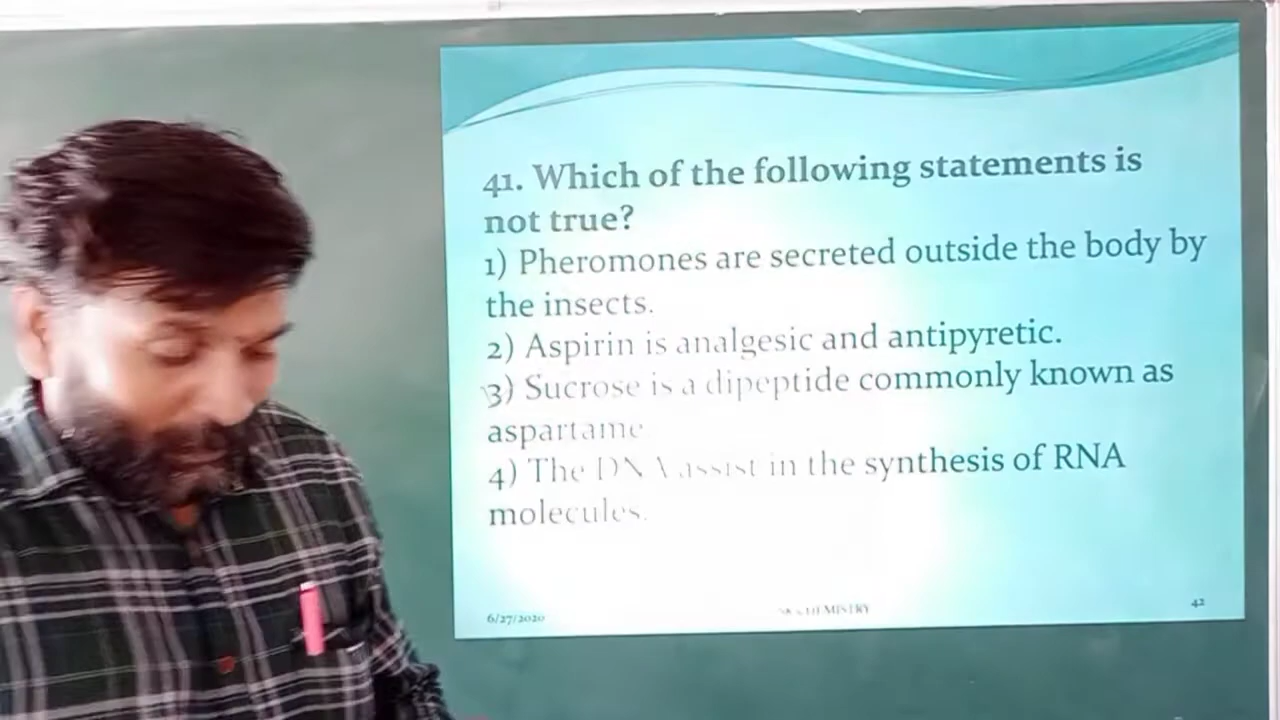 41. Which of the following statements is
not true?
1) Pheromones are secreted outside the body by
the insects.
2) Aspirin is analgesic and antipyretic.
3) Sucrose is a dipeptide commonly known as
aspartame.
4) The DNA assist in the synthesis of RNA
molecules.
6/27/2020
CHEMISTRY
42